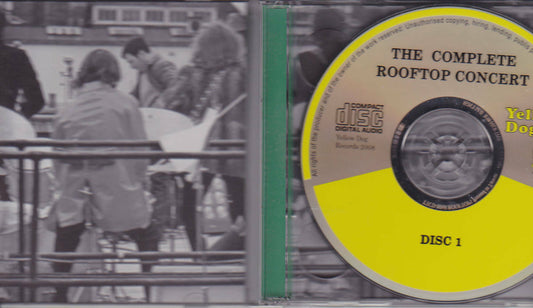 All rights of the producer and of the owner of the work reserved. Unauthorised copying, hiring, lending, public
THE COMPLETE
ROOFTOP CONCERT
COMPACT
disc
DIGITAL AUDIO
Yellow Dog
Records 2008
Yel
Dog
DISC 1